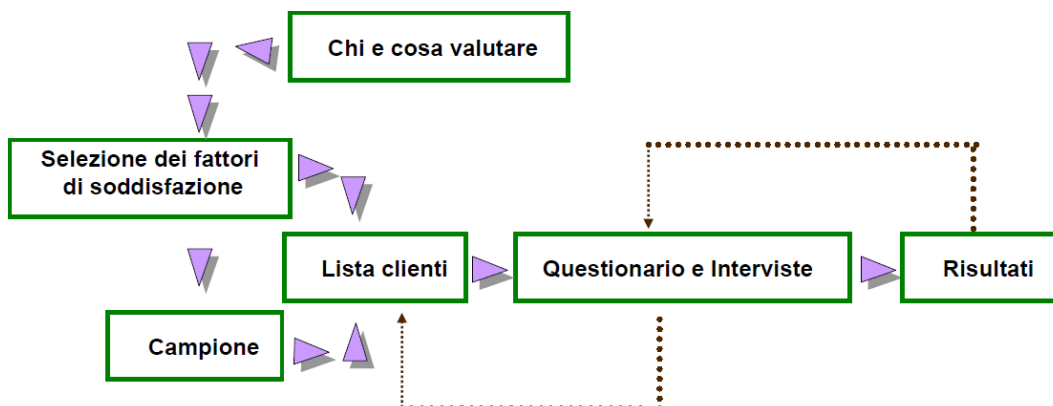 Chi e cosa valutare
Selezione dei fattori
di soddisfazione
Lista clienti
Questionario e Interviste
Risultati
Campione